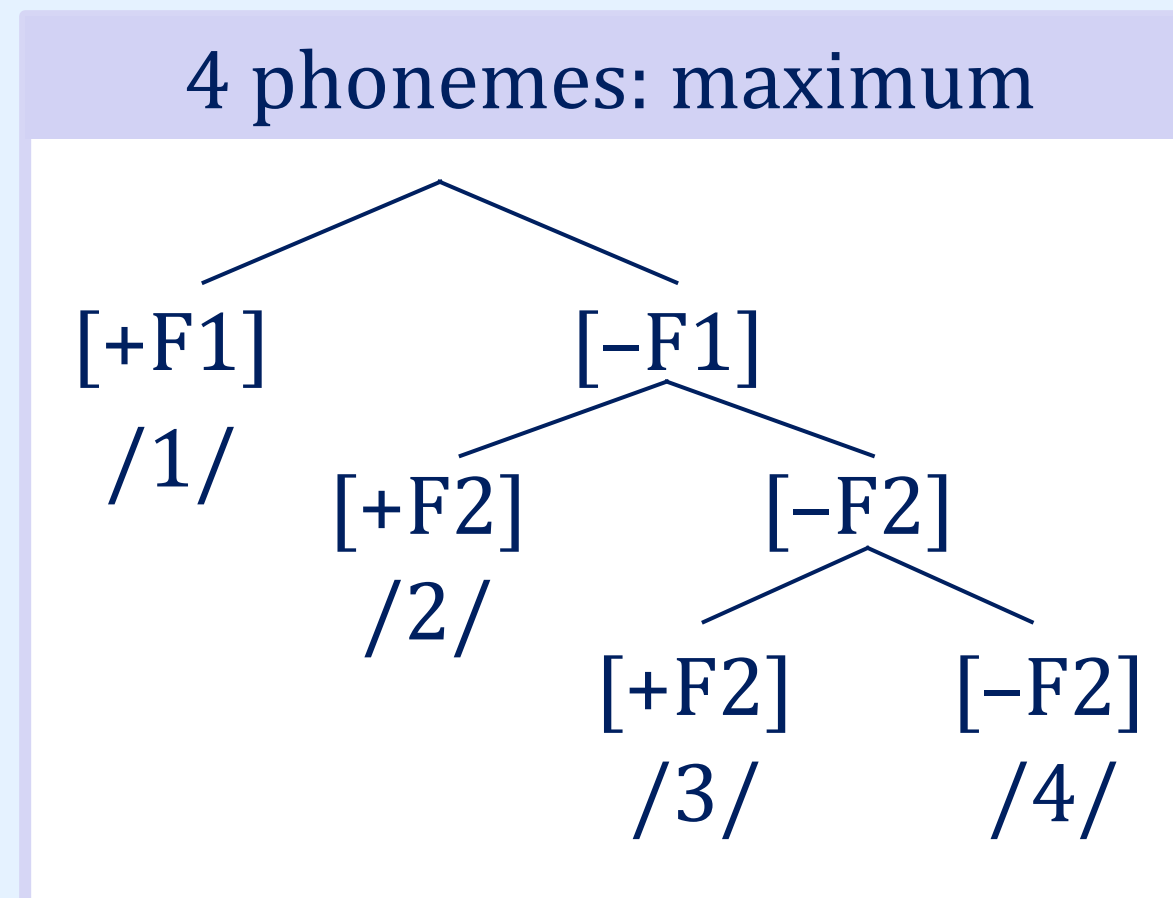 4 phonemes: maximum
[+F1] [–F1]
/1/
[+F2] [–F2]
/2/
[+F2] [–F2]
/3/ /4/